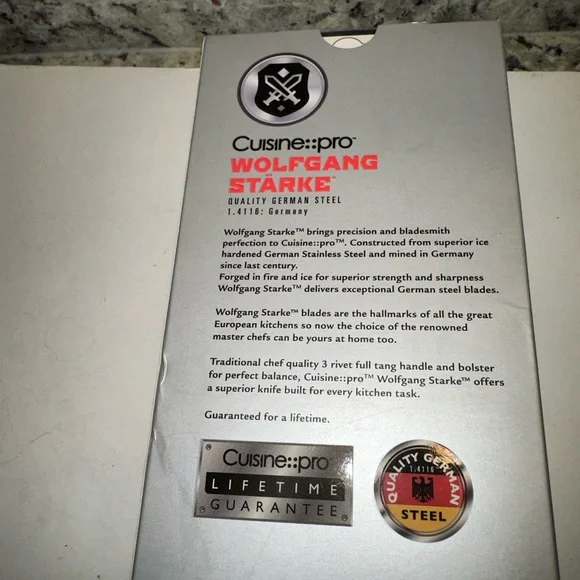 Cuisine::pro™
WOLFGANG
STÄRKE™
QUALITY GERMAN STEEL
1.4116: Germany
Wolfgang Starke™ brings precision and bladesmith
perfection to Cuisine::pro™. Constructed from superior ice
hardened German Stainless Steel and mined in Germany
since last century.
Forged in fire and ice for superior strength and sharpness
Wolfgang Starke™ delivers exceptional German steel blades.
Wolfgang Starke™ blades are the hallmarks of all the great
European kitchens so now the choice of the renowned
master chefs can be yours at home too.
Traditional chef quality 3 rivet full tang handle and bolster
for perfect balance, Cuisine::pro™ Wolfgang Starke™ offers
a superior knife built for every kitchen task.
Guaranteed for a lifetime.
Cuisine::pro™
LIFETIME
GUARANTEE
QUALITY GERMAN
1.4116
STEEL